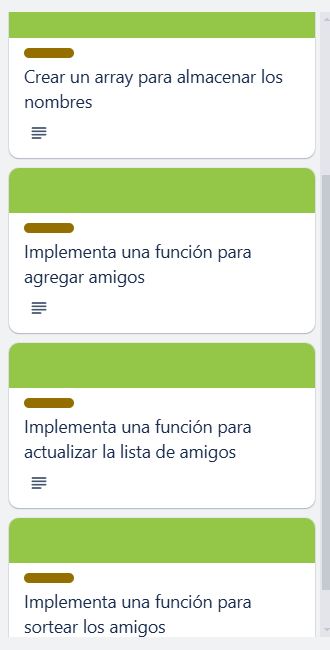 Crear un array para almacenar los
nombres
Implementa una función para
agregar amigos
Implementa una función para
actualizar la lista de amigos
Implementa una función para
sortear los amigos